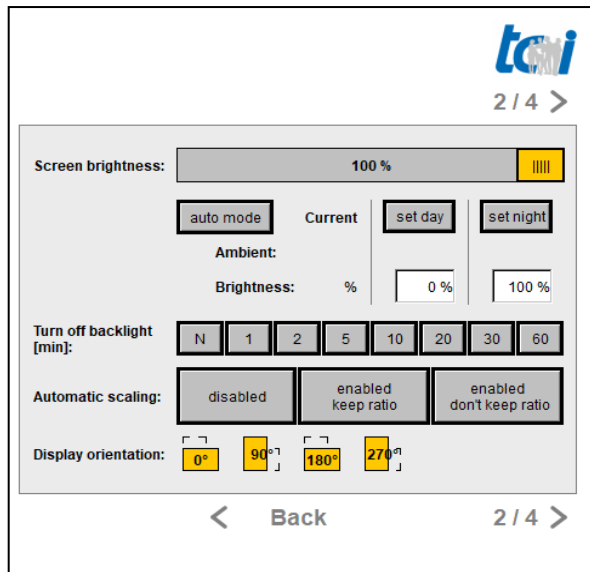 tci
2 / 4 >
Screen brightness: 100 % |||||
auto mode Current set day set night
Ambient:
Brightness: % 0 % 100 %
Turn off backlight
[min]: N 1 2 5 10 20 30 60
Automatic scaling: disabled enabled
keep ratio enabled
don't keep ratio
Display orientation: 0° 90° 180° 270°
< Back 2 / 4 >